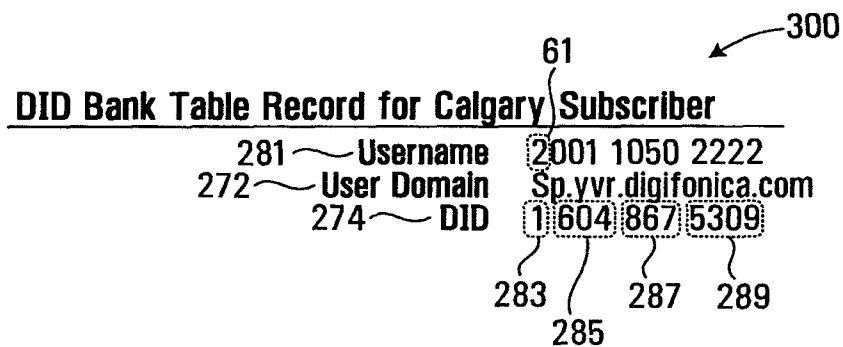 300
61
DID Bank Table Record for Calgary Subscriber
281 Username 2001 1050 2222
272 User Domain Sp.yvr.digifonica.com
274 DID 1 604 867 5309
283 287 289
285